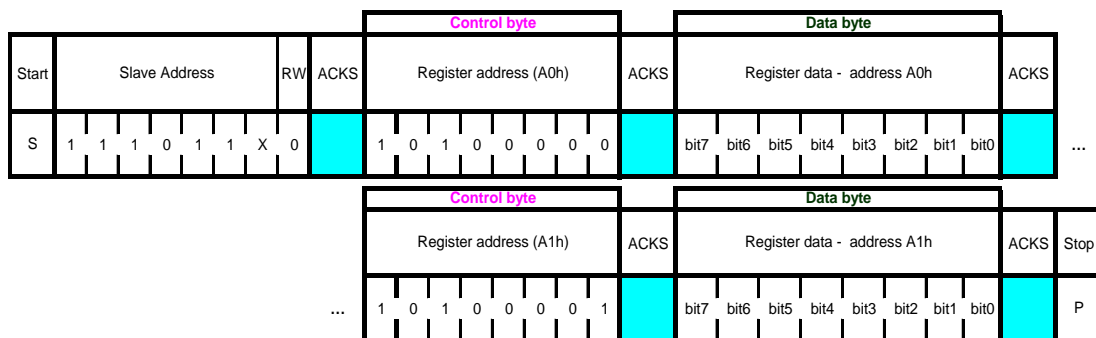 Control byte Data byte
Start Slave Address RW ACKS Register address (A0h) ACKS Register data - address A0h ACKS
S 1 1 1 0 1 1 X 0 1 0 1 0 0 0 0 0 bit7 bit6 bit5 bit4 bit3 bit2 bit1 bit0 ...
Control byte Data byte
Register address (A1h) ACKS Register data - address A1h ACKS Stop
... 1 0 1 0 0 0 0 1 bit7 bit6 bit5 bit4 bit3 bit2 bit1 bit0 P